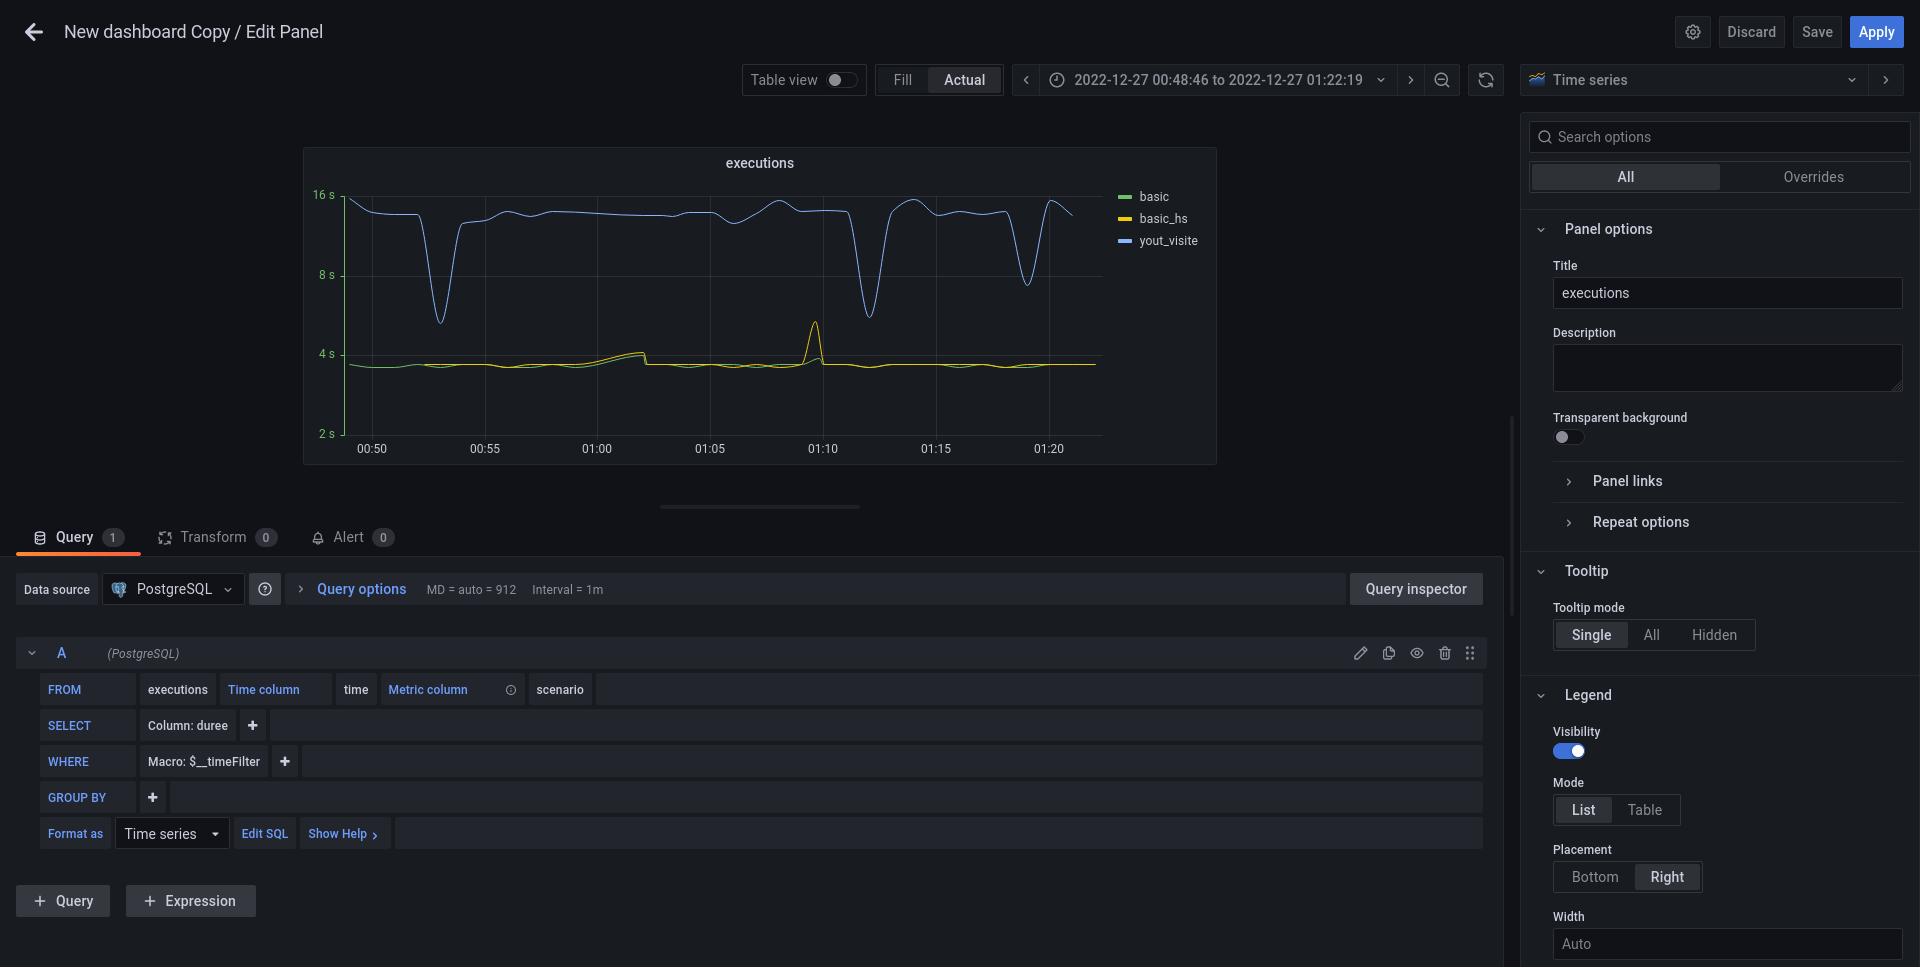 New dashboard Copy / Edit Panel
Discard
Save
Apply
Table view
Fill
Actual
2022-12-27 00:48:46 to 2022-12-27 01:22:19
Time series
Search options
All
Overrides
executions
16 s
8 s
4 s
2 s
00:50
00:55
01:00
01:05
01:10
01:15
01:20
basic
basic_hs
yout_visite
Panel options
Title
executions
Description
Transparent background
Panel links
Repeat options
Tooltip
Tooltip mode
Single
All
Hidden
Legend
Visibility
Mode
List
Table
Placement
Bottom
Right
Width
Auto
Query 1
Transform 0
Alert 0
Data source
PostgreSQL
Query options
MD = auto = 912
Interval = 1m
Query inspector
A
(PostgreSQL)
FROM executions Time column time Metric column scenario
SELECT Column: duree +
WHERE Macro: $__timeFilter +
GROUP BY +
Format as Time series Edit SQL Show Help
+ Query
+ Expression